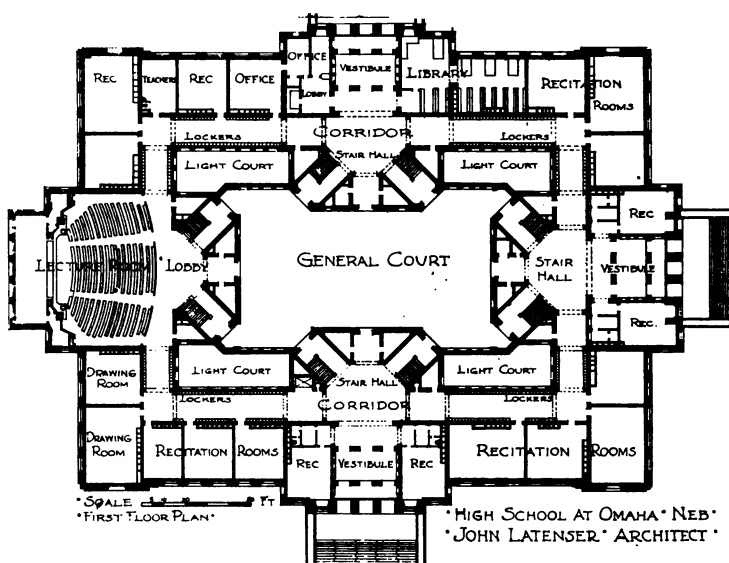 OFFICE
VESTIBULE
LIBRARY
REC
TEACHERS
REC
OFFICE
LOBBY
RECITATION
ROOMS
LOCKERS
CORRIDOR
LOCKERS
STAIR HALL
LIGHT COURT
LIGHT COURT
REC
LECTURE ROOM
LOBBY
GENERAL COURT
STAIR
HALL
VESTIBULE
REC.
LIGHT COURT
STAIR HALL
LIGHT COURT
DRAWING
ROOM
LOCKERS
CORRIDOR
LOCKERS
DRAWING
ROOM
RECITATION
ROOMS
REC
VESTIBULE
REC
RECITATION
ROOMS
·SCALE FT
·FIRST FLOOR PLAN·
·HIGH SCHOOL AT OMAHA· NEB·
·JOHN LATENSER· ARCHITECT·